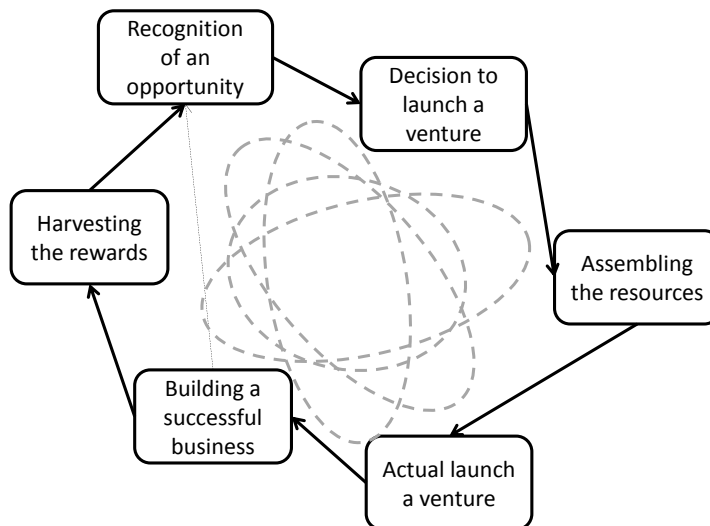 Recognition
of an
opportunity
Decision to
launch a
venture
Assembling
the resources
Actual launch
a venture
Building a
successful
business
Harvesting
the rewards